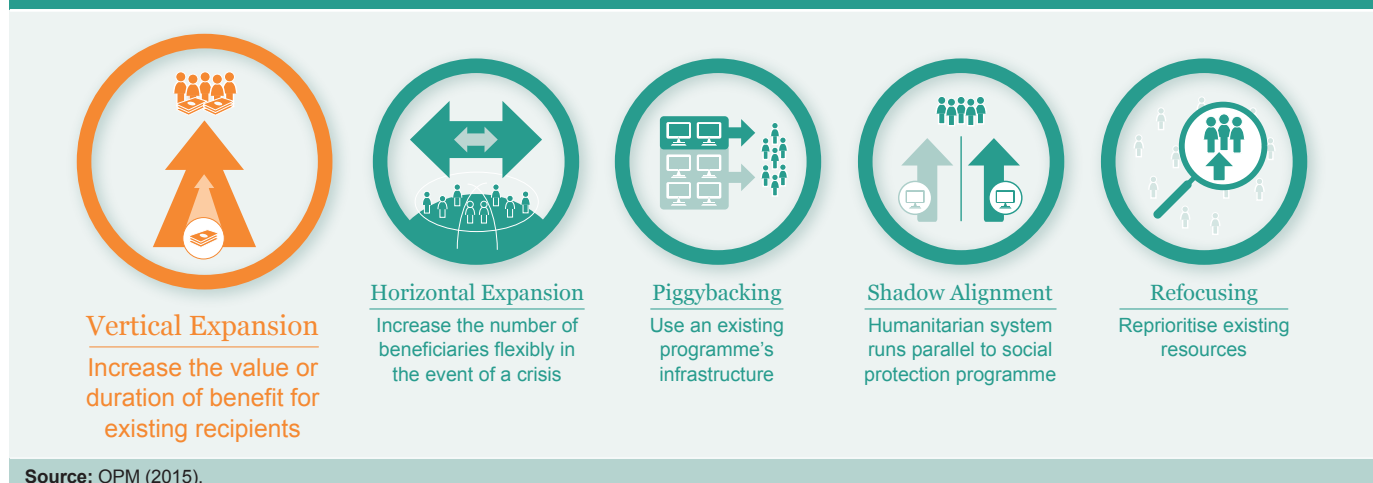 Vertical Expansion
Increase the value or
duration of benefit for
existing recipients
Horizontal Expansion
Increase the number of
beneficiaries flexibly in
the event of a crisis
Piggybacking
Use an existing
programme's
infrastructure
Shadow Alignment
Humanitarian system
runs parallel to social
protection programme
Refocusing
Reprioritise existing
resources
Source: OPM (2015).